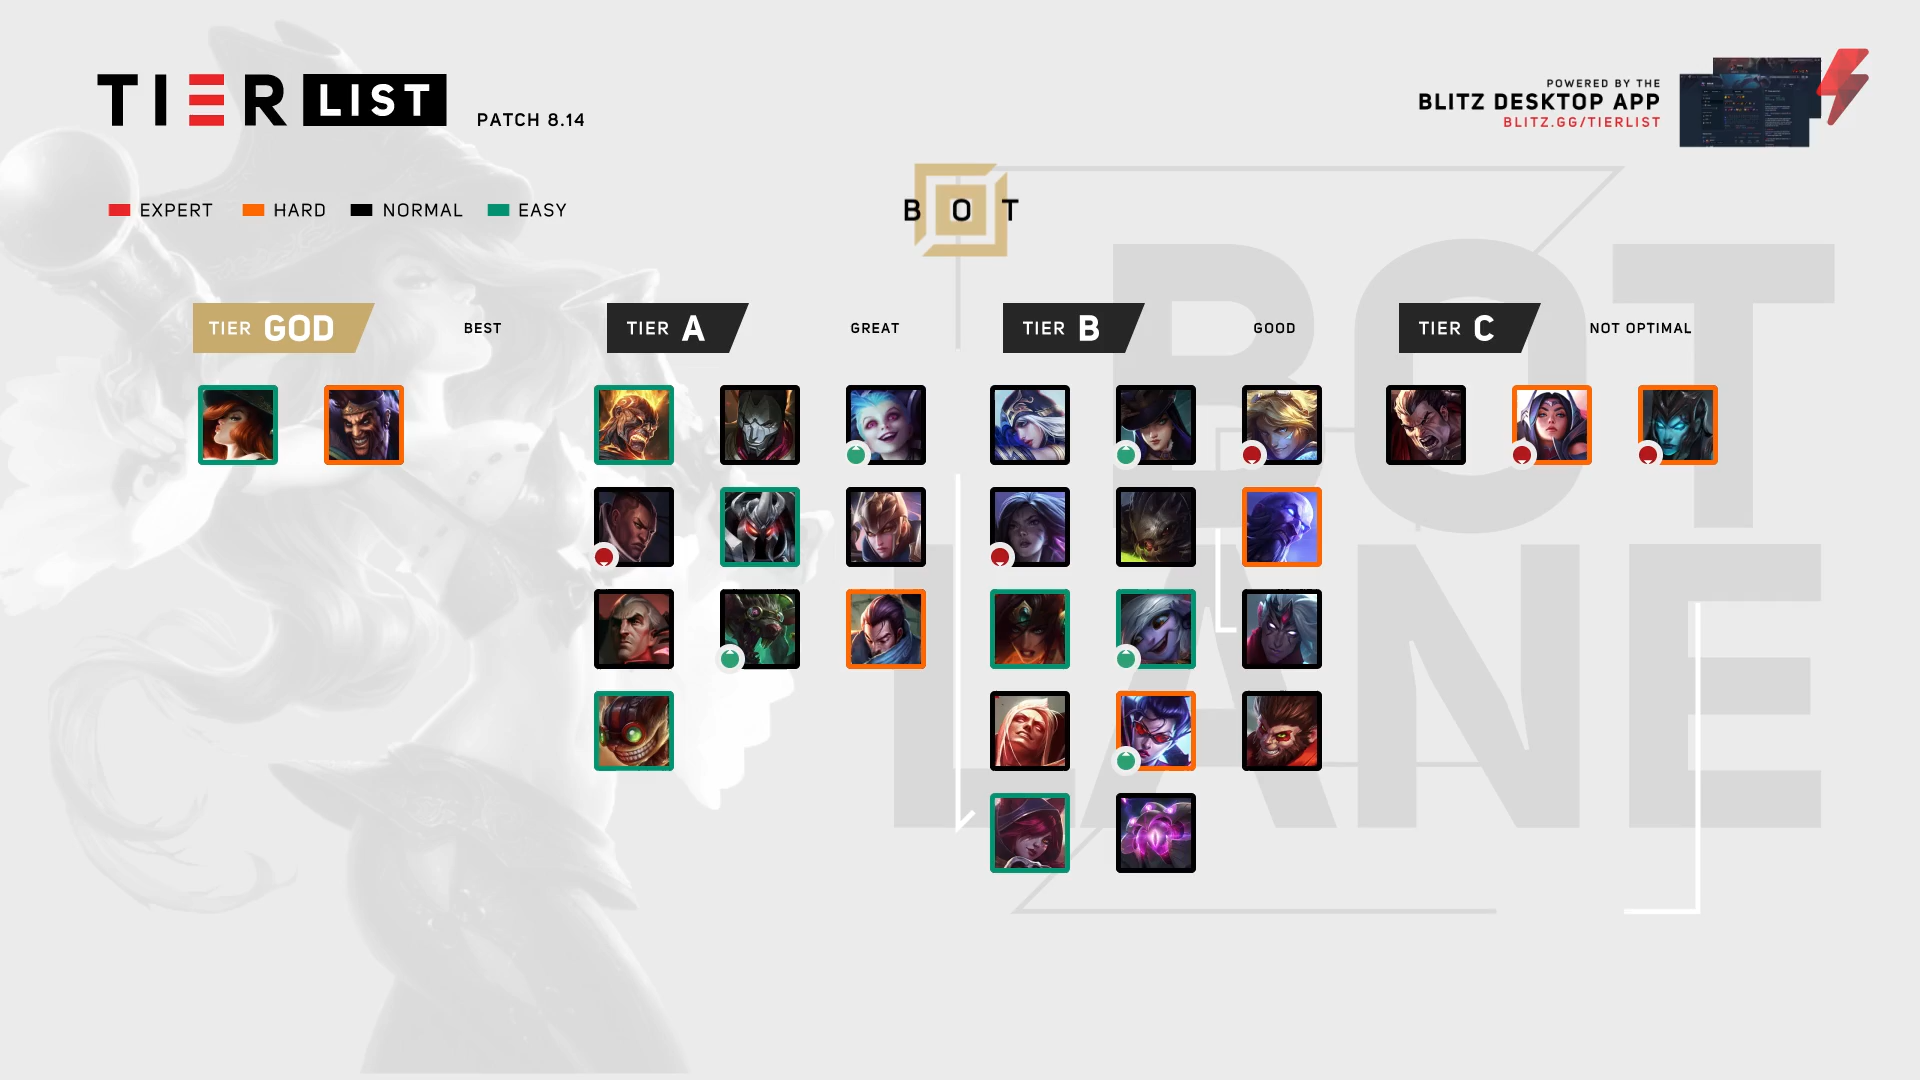 TIER LIST
PATCH 8.14
POWERED BY THE
BLITZ DESKTOP APP
BLITZ.GG/TIERLIST
EXPERT HARD NORMAL EASY
BOT
BOT
LANE
TIER GOD BEST
TIER A GREAT
TIER B GOOD
TIER C NOT OPTIMAL